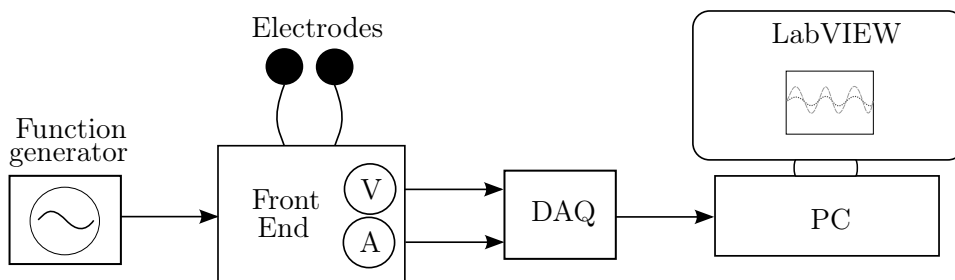 Electrodes
LabVIEW
Function
generator
Front
End
V
A
DAQ
PC